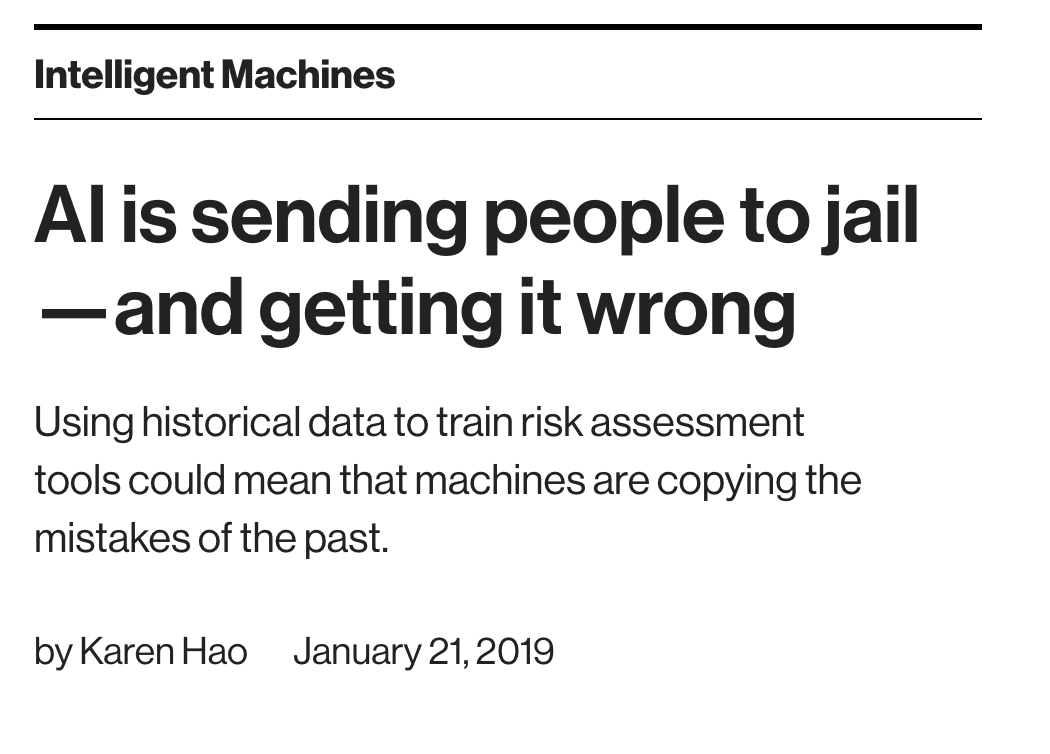 Intelligent Machines
AI is sending people to jail
—and getting it wrong
Using historical data to train risk assessment
tools could mean that machines are copying the
mistakes of the past.
by Karen Hao January 21, 2019